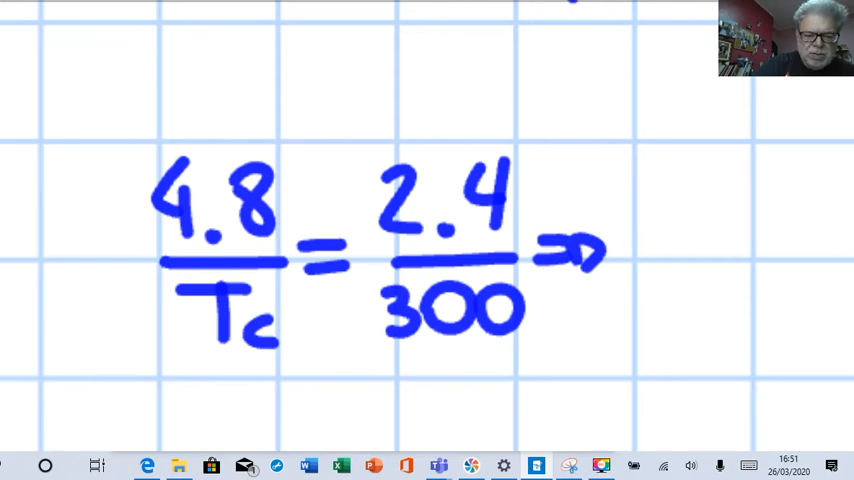 4.8 / Tc = 2.4 / 300 ⇒
16:51
26/03/2020